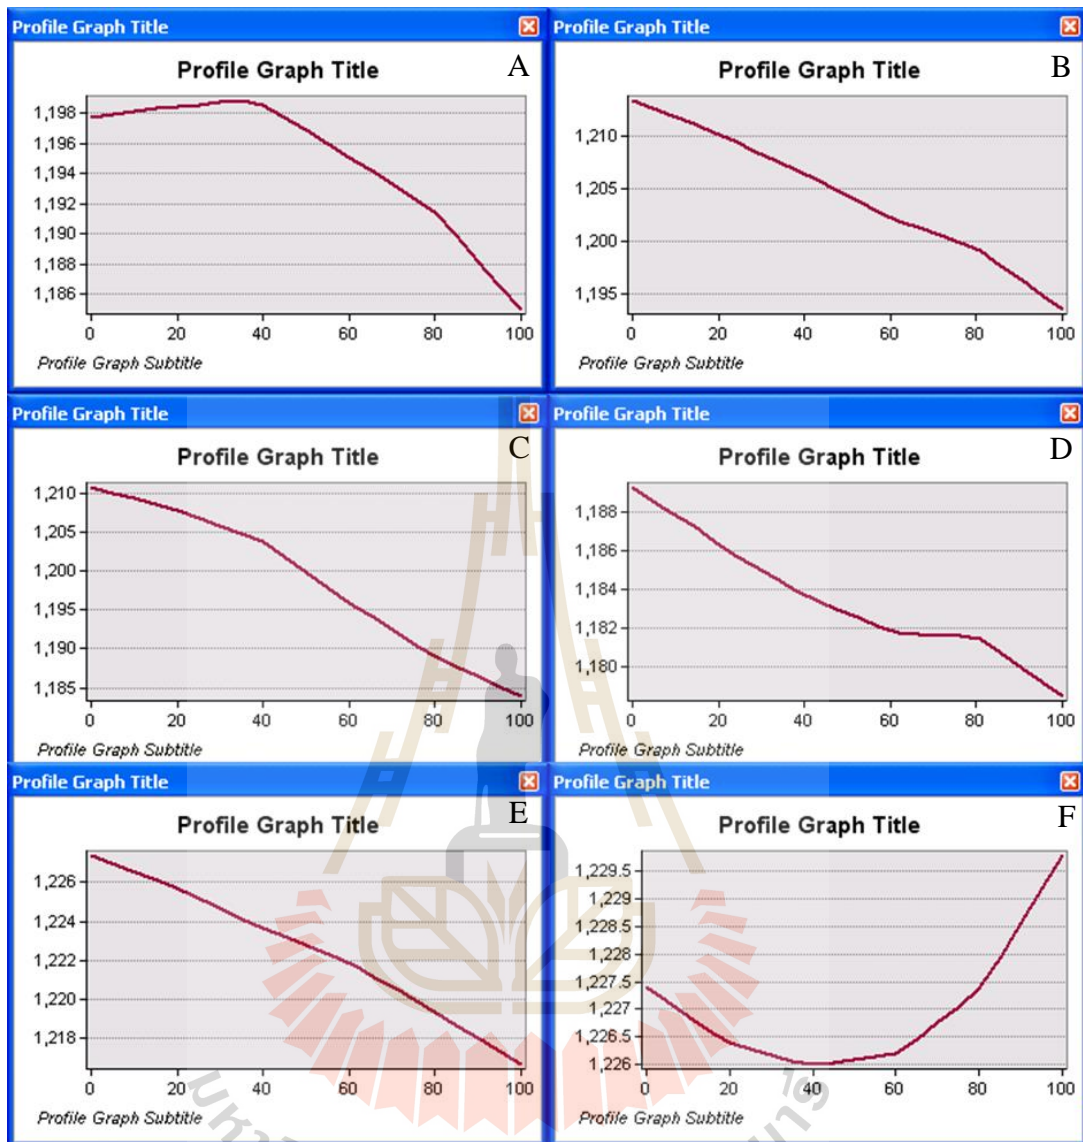 Profile Graph Title
Profile Graph Title A
1,198
1,196
1,194
1,192
1,190
1,188
1,186
0 20 40 60 80 100
Profile Graph Subtitle
Profile Graph Title
Profile Graph Title B
1,210
1,205
1,200
1,195
0 20 40 60 80 100
Profile Graph Subtitle
Profile Graph Title
Profile Graph Title C
1,210
1,205
1,200
1,195
1,190
1,185
0 20 40 60 80 100
Profile Graph Subtitle
Profile Graph Title
Profile Graph Title D
1,188
1,186
1,184
1,182
1,180
0 20 40 60 80 100
Profile Graph Subtitle
Profile Graph Title
Profile Graph Title E
1,226
1,224
1,222
1,220
1,218
0 20 40 60 80 100
Profile Graph Subtitle
Profile Graph Title
Profile Graph Title F
1,229.5
1,229
1,228.5
1,228
1,227.5
1,227
1,226.5
1,226
0 20 40 60 80 100
Profile Graph Subtitle